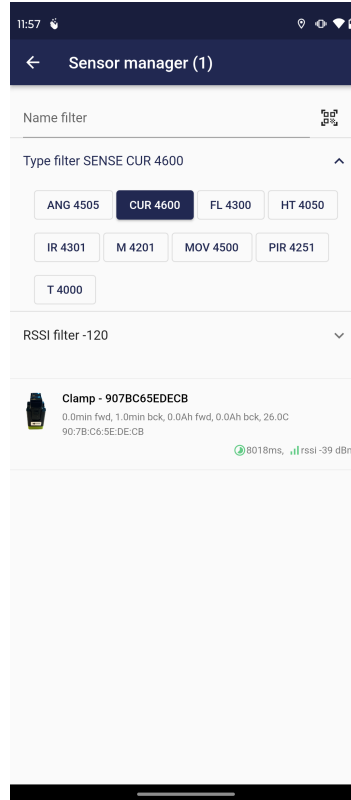 11:57
Sensor manager (1)
Name filter
Type filter SENSE CUR 4600
ANG 4505 CUR 4600 FL 4300 HT 4050
IR 4301 M 4201 MOV 4500 PIR 4251
T 4000
RSSI filter -120
Clamp - 907BC65EDECB
0.0min fwd, 1.0min bck, 0.0Ah fwd, 0.0Ah bck, 26.0C
90:7B:C6:5E:DE:CB
8018ms, rssi -39 dBm